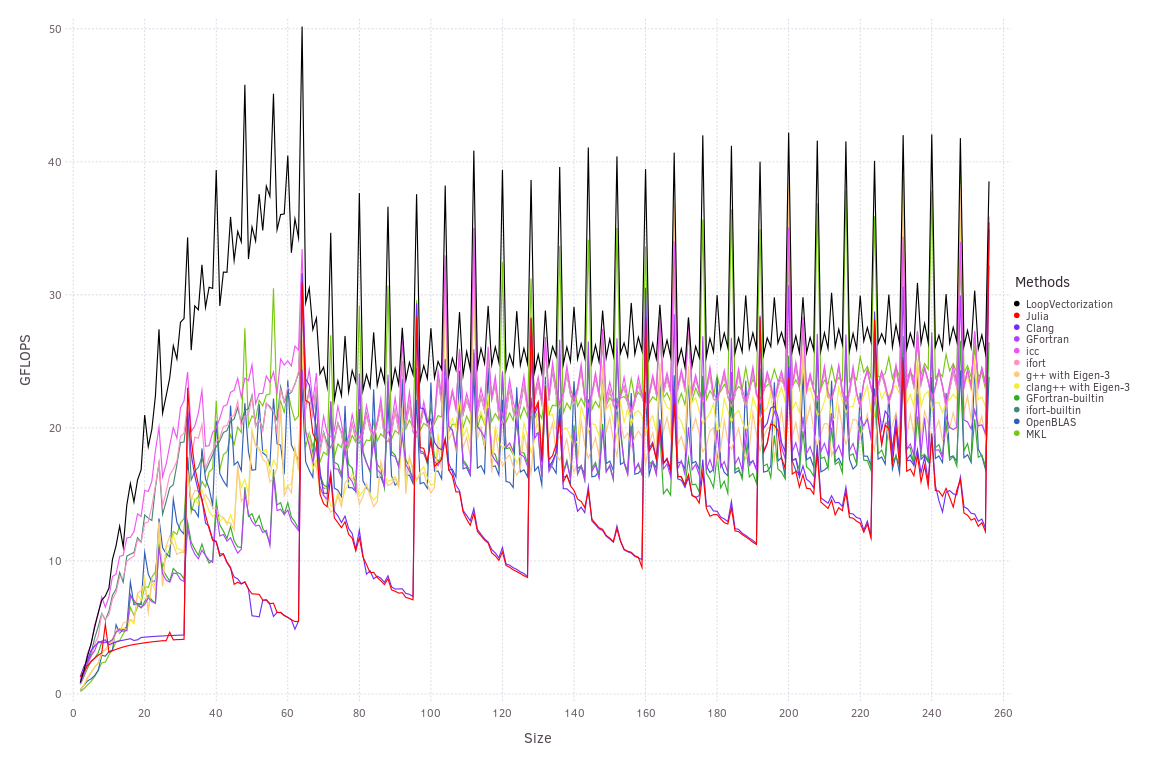 50
40
30
20
10
0
GFLOPS
0 20 40 60 80 100 120 140 160 180 200 220 240 260
Size
Methods
LoopVectorization
Julia
Clang
GFortran
icc
ifort
g++ with Eigen-3
clang++ with Eigen-3
GFortran-builtin
ifort-builtin
OpenBLAS
MKL